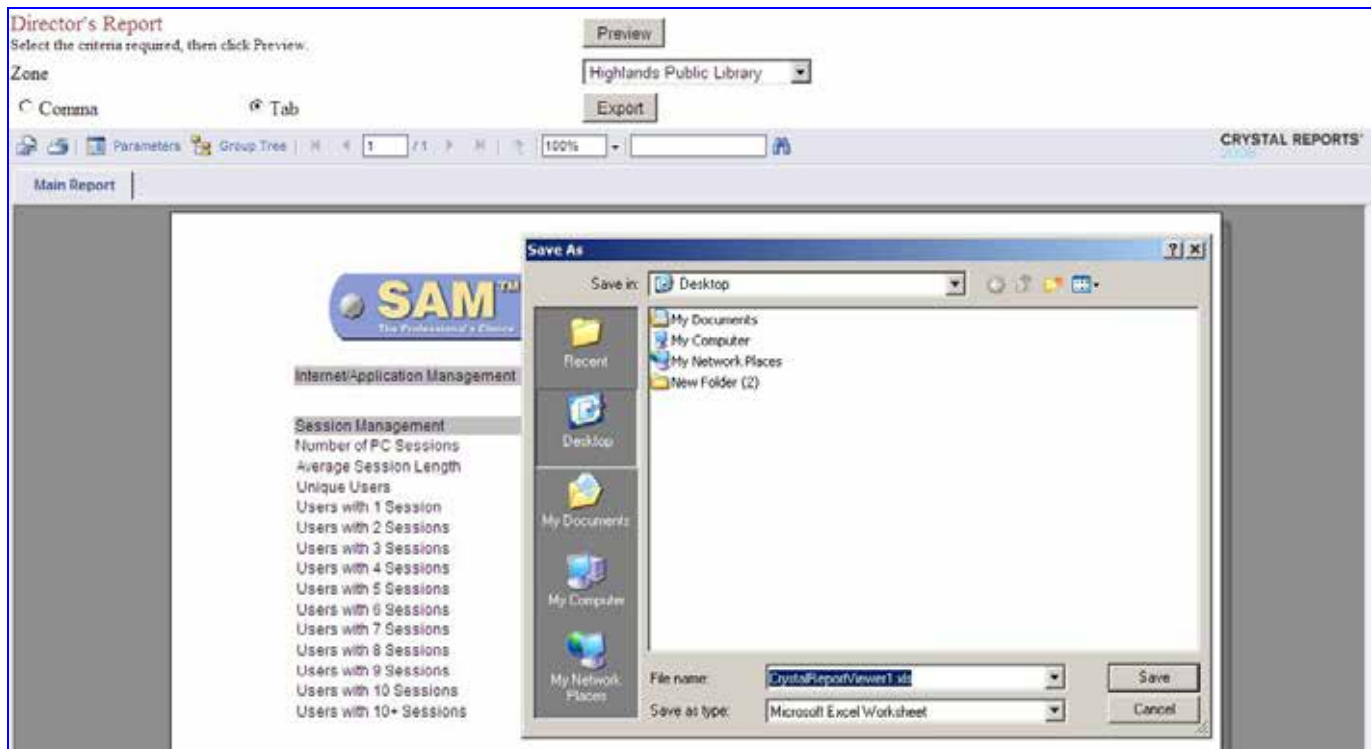 Director's Report
Preview
Select the criteria required, then click Preview.
Zone
Highlands Public Library
Comma
Tab
Export
Parameters
Group Tree
1
/1
100%
CRYSTAL REPORTS
Main Report
Save As
Save in:
Desktop
SAM™
The Professional's Choice
My Documents
My Computer
My Network Places
New Folder (2)
Recent
Desktop
My Documents
My Computer
My Network
Places
Internet/Application Management
Session Management
Number of PC Sessions
Average Session Length
Unique Users
Users with 1 Session
Users with 2 Sessions
Users with 3 Sessions
Users with 4 Sessions
Users with 5 Sessions
Users with 6 Sessions
Users with 7 Sessions
Users with 8 Sessions
Users with 9 Sessions
Users with 10 Sessions
Users with 10+ Sessions
File name:
CrystalReportViewer1.xls
Save
Save as type:
Microsoft Excel Worksheet
Cancel